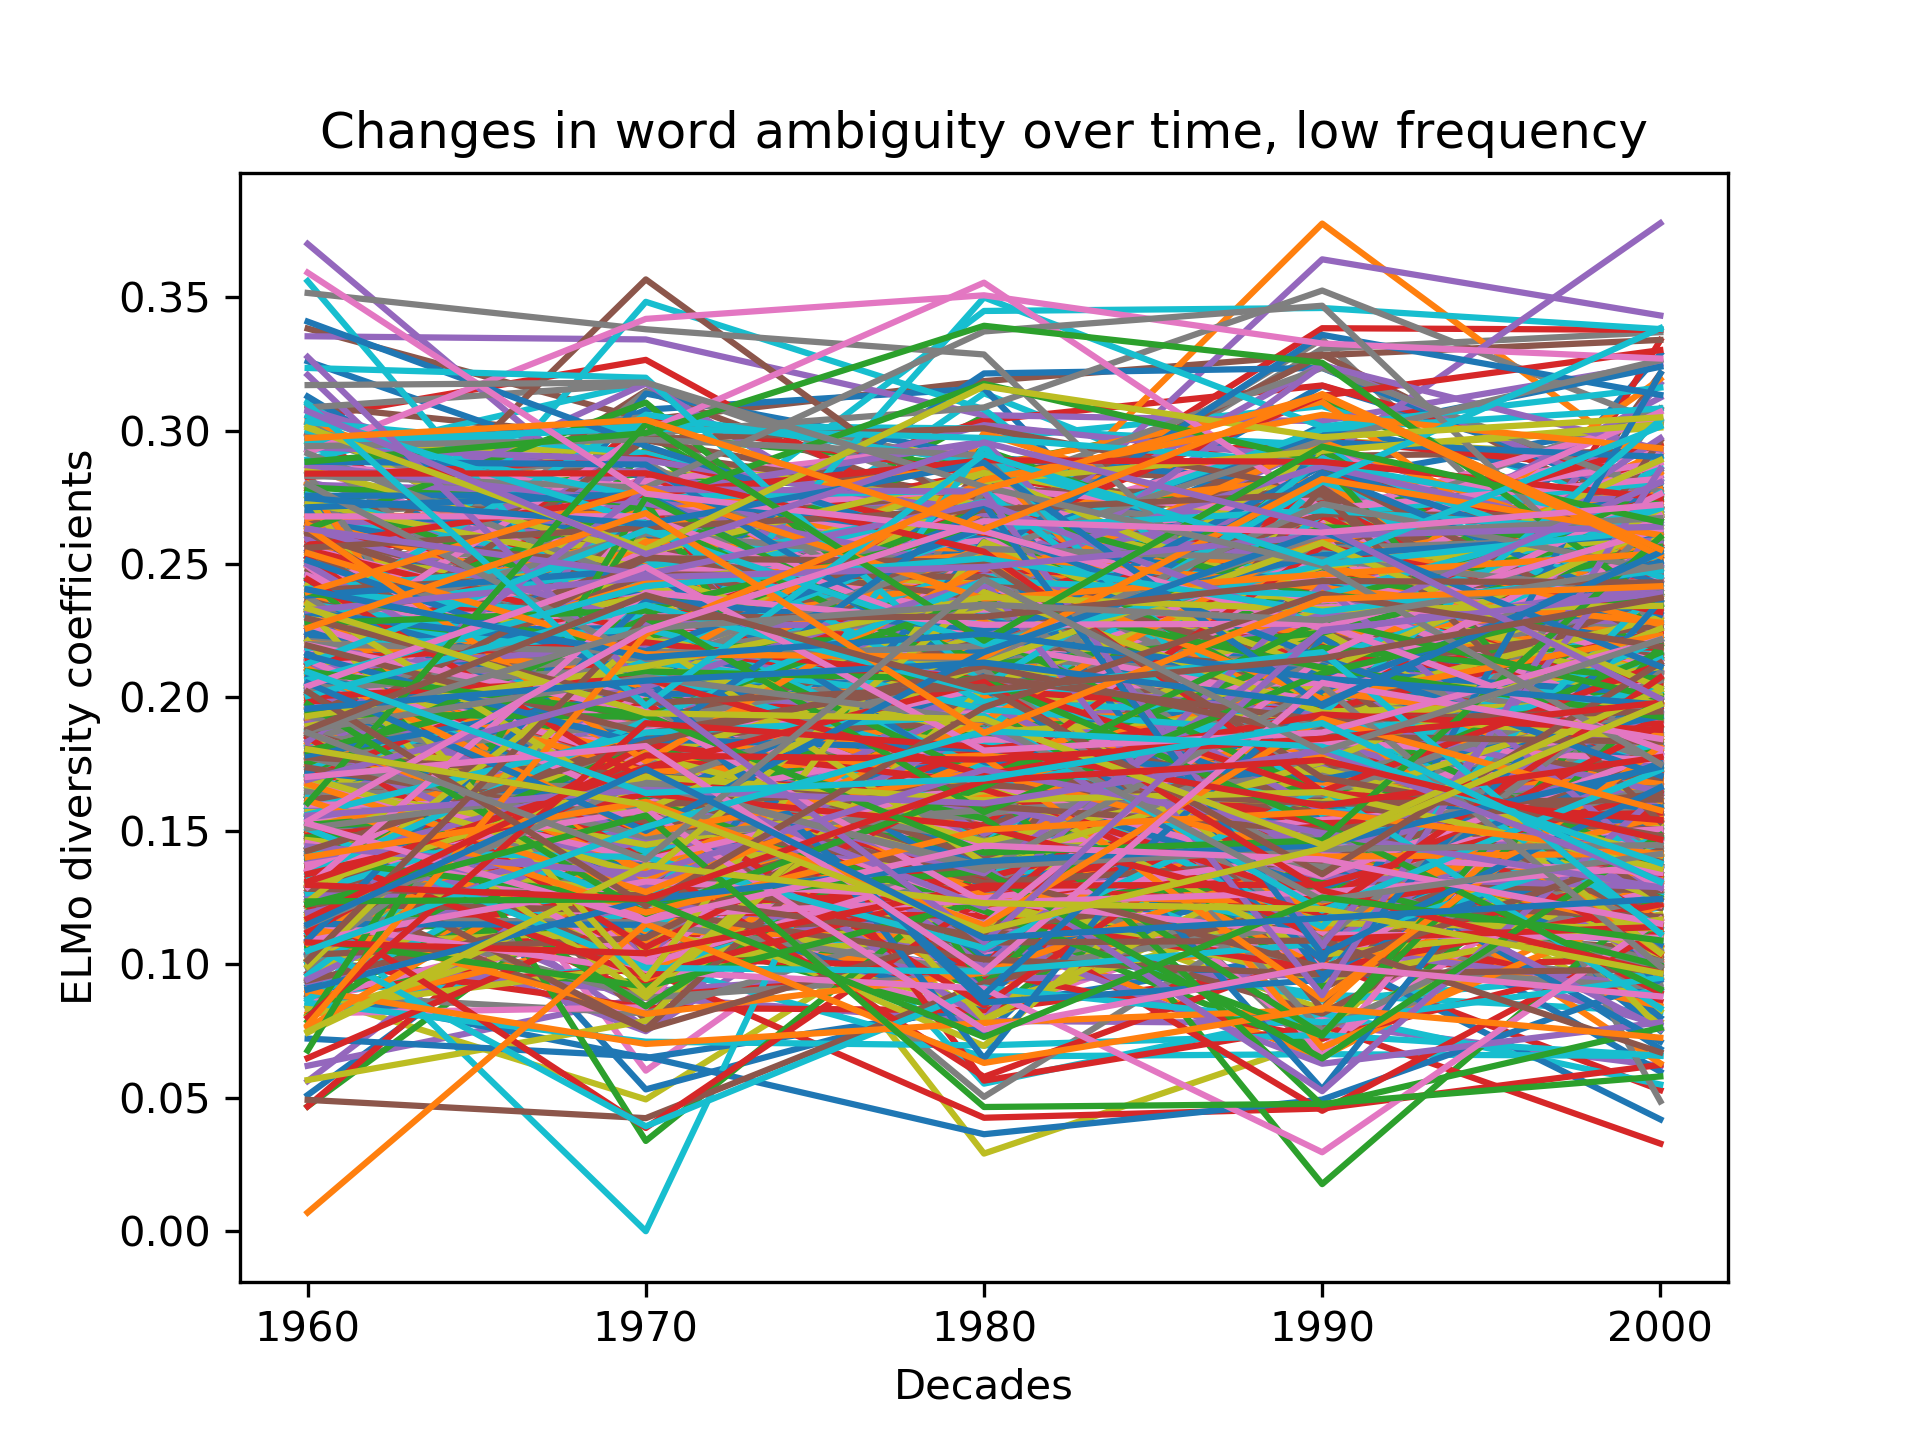 Changes in word ambiguity over time, low frequency
ELMo diversity coefficients
0.35
0.30
0.25
0.20
0.15
0.10
0.05
0.00
1960 1970 1980 1990 2000
Decades